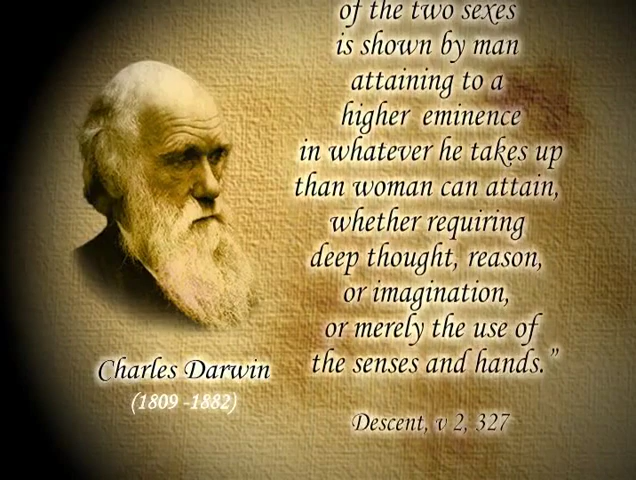 of the two sexes
is shown by man
attaining to a
higher eminence
in whatever he takes up
than woman can attain,
whether requiring
deep thought, reason,
or imagination,
or merely the use of
the senses and hands.”
Descent, v 2, 327
Charles Darwin
(1809 -1882)